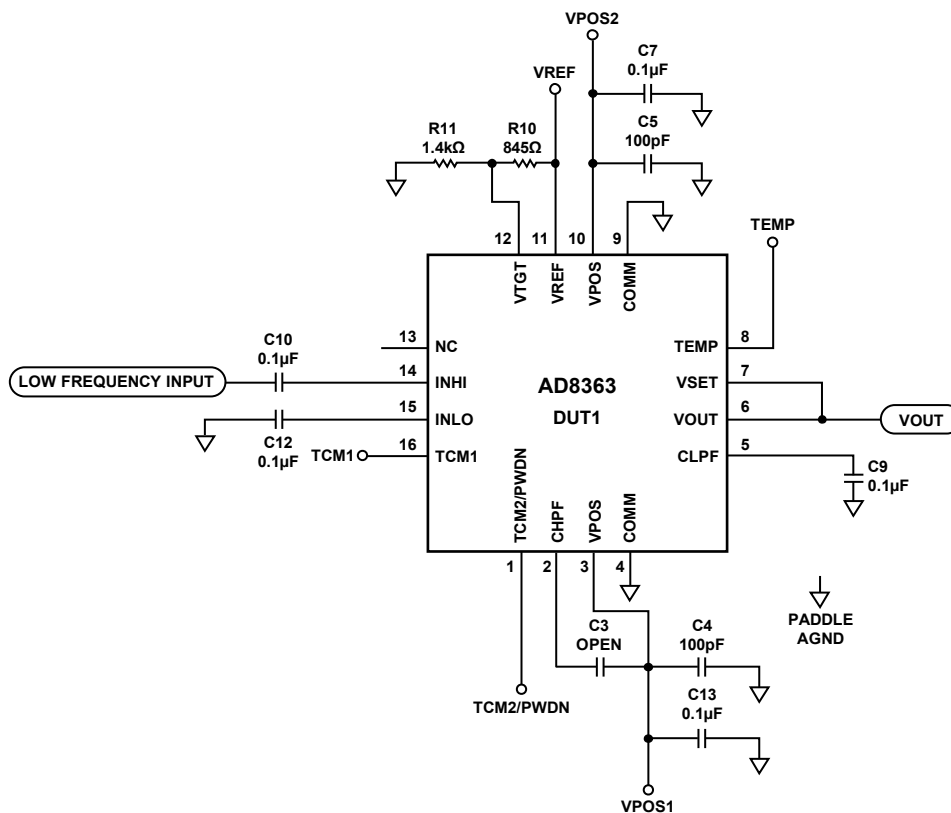 VPOS2
C7
0.1µF
VREF
C5
100pF
R11
1.4kΩ
R10
845Ω
TEMP
12
11
10
9
VTGT
VREF
VPOS
COMM
C10
0.1µF
13
NC
TEMP
8
LOW FREQUENCY INPUT
14
INHI
AD8363
DUT1
VSET
7
15
INLO
VOUT
6
VOUT
C12
0.1µF
TCM1
16
TCM1
CLPF
5
C9
0.1µF
TCM2/PWDN
CHPF
VPOS
COMM
1
2
3
4
PADDLE
AGND
C3
OPEN
C4
100pF
C13
0.1µF
TCM2/PWDN
VPOS1